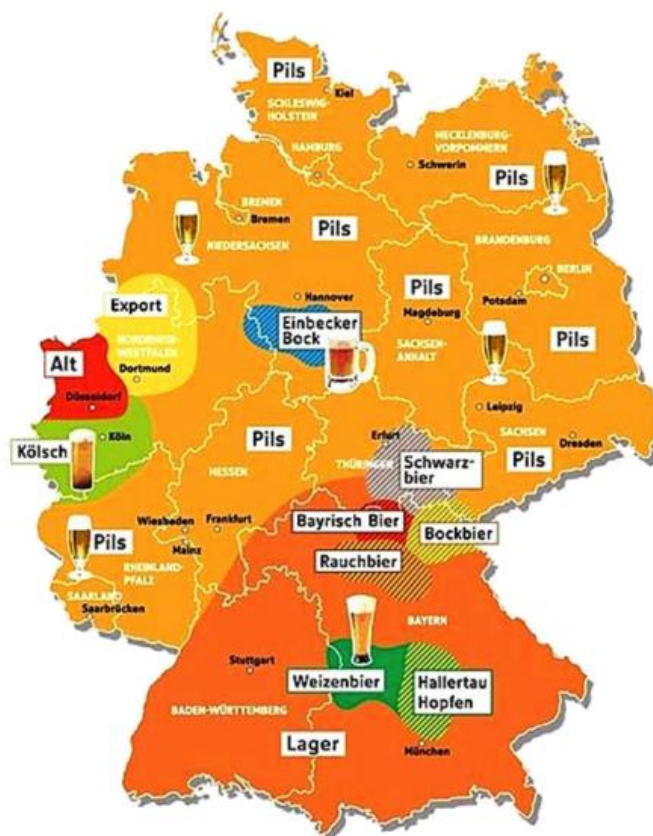 Pils
Kiel
SCHLESWIG-
HOLSTEIN
MECKLENBURG-
VORPOMMERN
HAMBURG
Schwerin
Pils
BREMEN
Bremen
Pils
NIEDERSACHSEN
BRANDENBURG
BERLIN
Pils
Potsdam
Export
Hannover
Magdeburg
Einbecker
Bock
SACHSEN-
ANHALT
Pils
NORDRHEIN-
WESTFALEN
Dortmund
Alt
Düsseldorf
Leipzig
SACHSEN
Köln
Kölsch
Pils
Erfurt
Dresden
HESSEN
THÜRINGEN
Schwarz-
bier
Pils
Wiesbaden
Frankfurt
Bayrisch Bier
Bockbier
Pils
Mainz
Rauchbier
RHEINLAND-
PFALZ
SAARLAND
Saarbrücken
BAYERN
Stuttgart
Weizenbier
Hallertau
Hopfen
BADEN-WÜRTTEMBERG
Lager
München